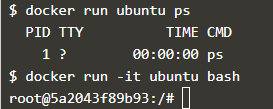 $ docker run ubuntu ps
  PID TTY          TIME CMD
    1 ?        00:00:00 ps
$ docker run -it ubuntu bash
root@5a2043f89b93:/#